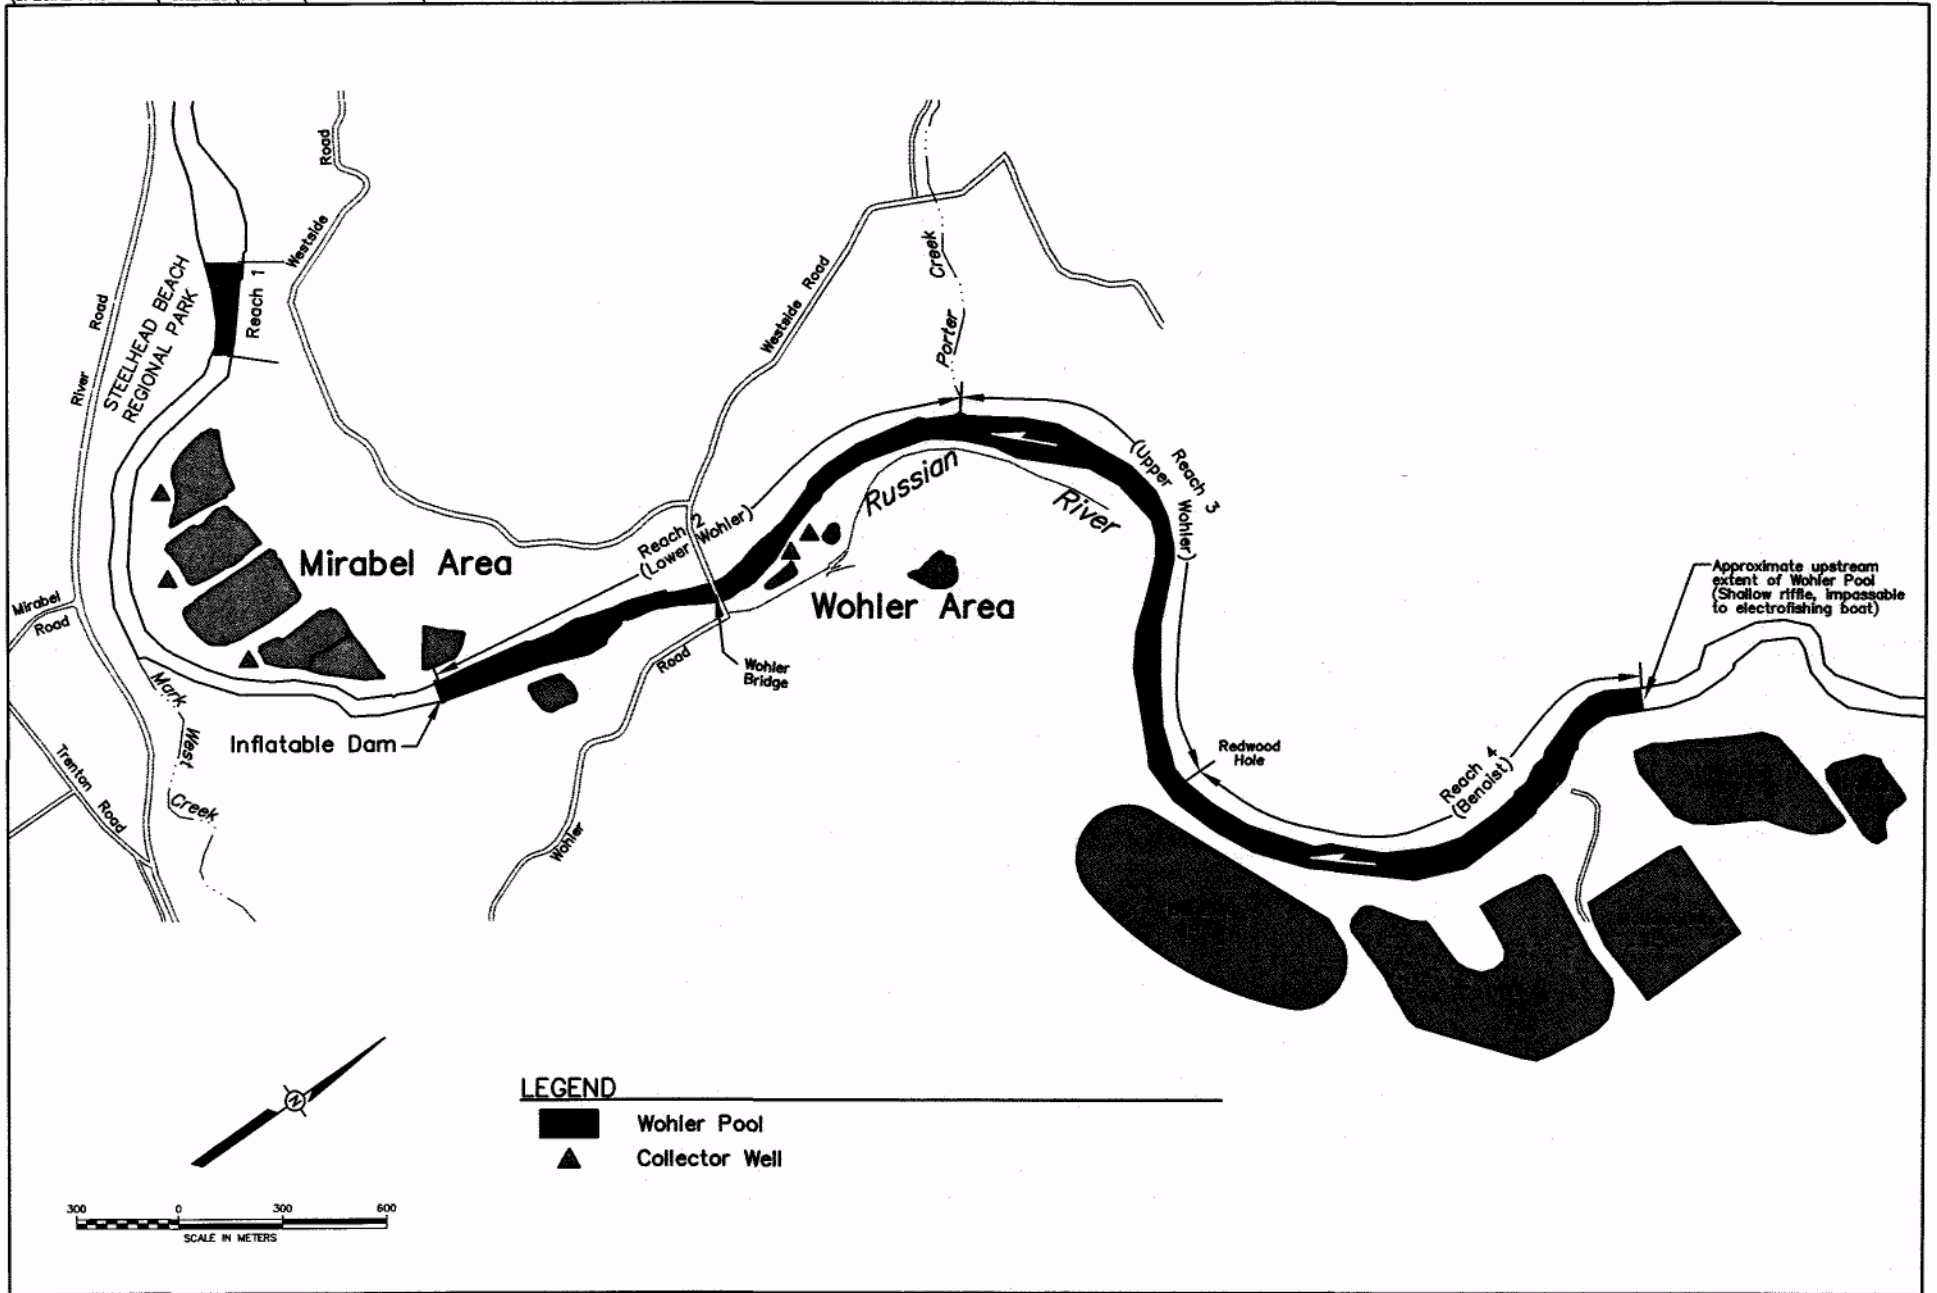 Road
Westside
River Road
STEELHEAD BEACH
REGIONAL PARK
Reach 1
Westside Road
Porter Creek
Russian River
Reach 3
(Upper Wohler)
Reach 2
(Lower Wohler)
Mirabel Area
Wohler Area
Mirabel
Road
Wohler
Bridge
Road
Wohler
Mark West Creek
Inflatable Dam
Trenton Road
Redwood
Hole
Reach 4
(Benoist)
Approximate upstream
extent of Wohler Pool
(Shallow riffle, impassable
to electrofishing boat)
N
LEGEND
Wohler Pool
Collector Well
300 0 300 600
SCALE IN METERS